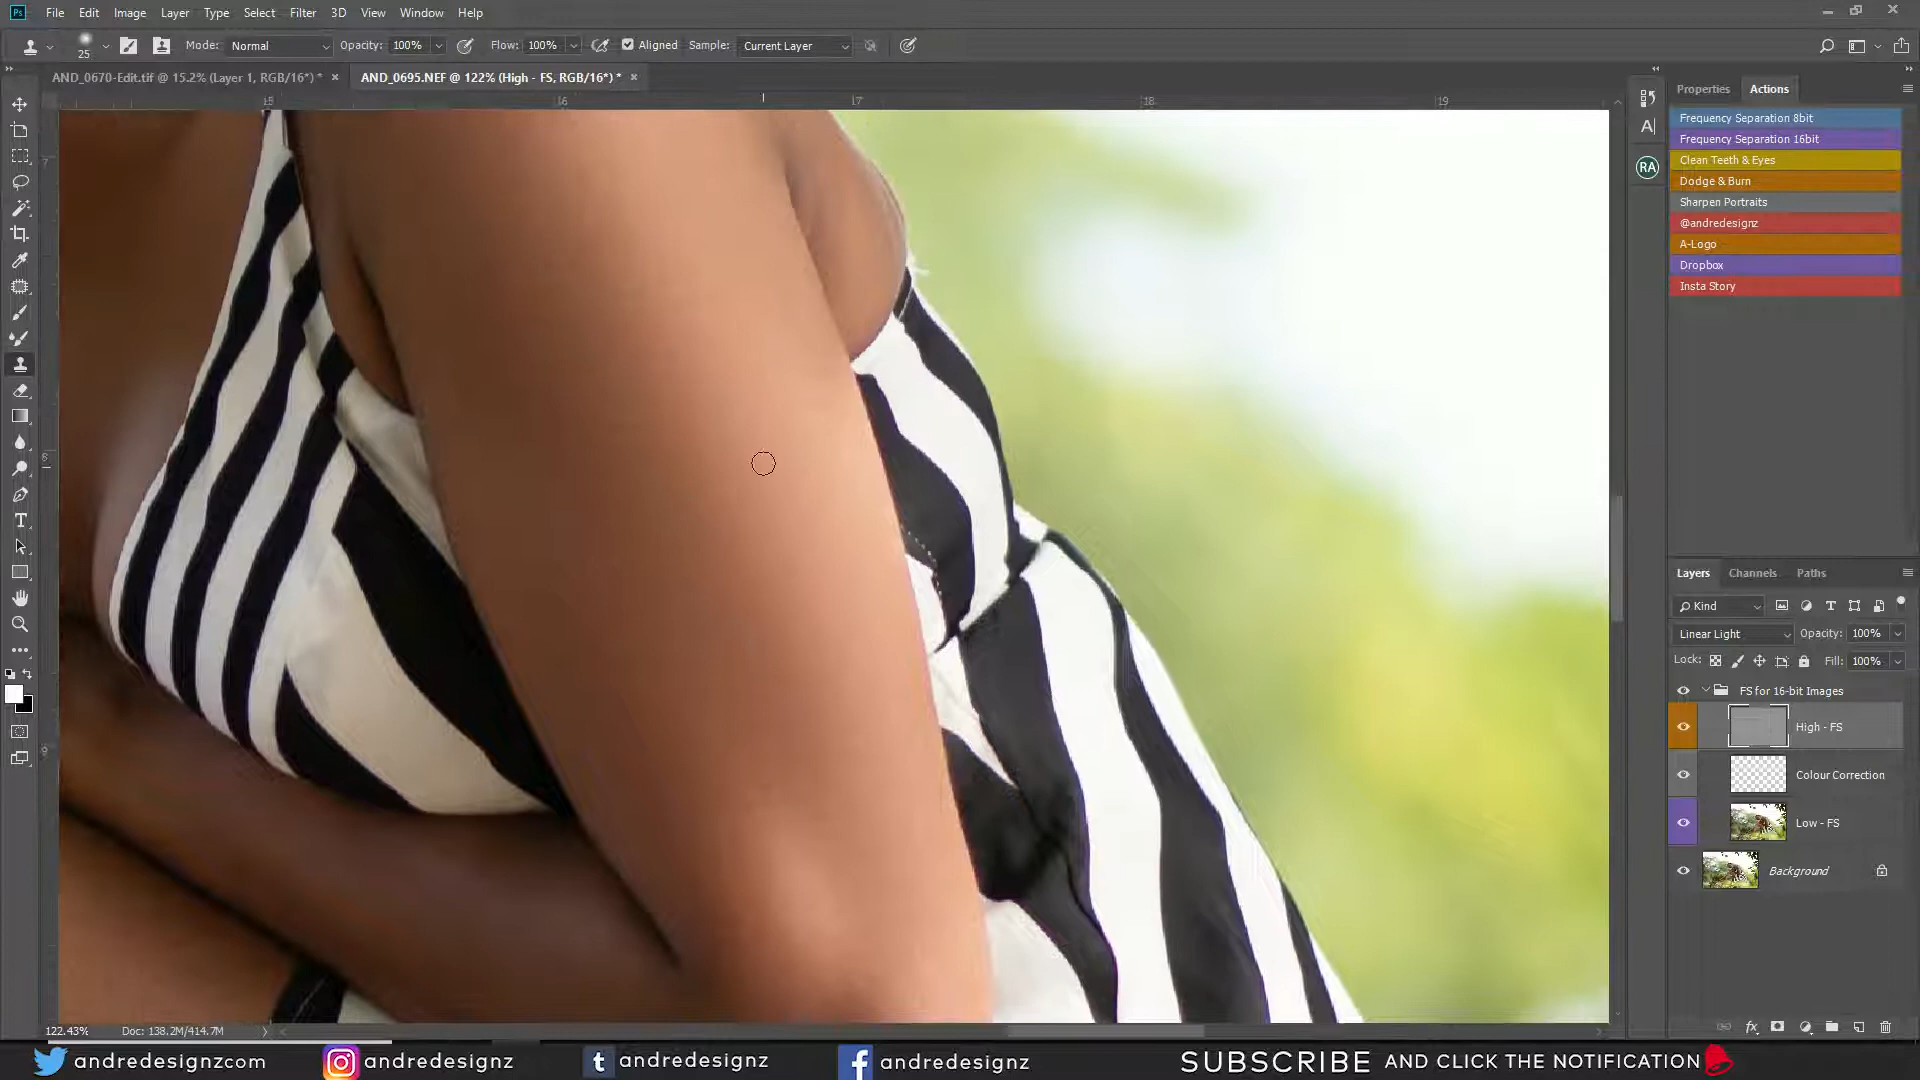 Ps File Edit Image Layer Type Select Filter 3D View Window Help
25 Mode: Normal Opacity: 100% Flow: 100% Aligned Sample: Current Layer
AND_0670-Edit.tif @ 15.2% (Layer 1, RGB/16*) * × AND_0695.NEF @ 122% (High - FS, RGB/16*) * ×
15 16 17 18 19
Properties Actions
Frequency Separation 8bit
Frequency Separation 16bit
Clean Teeth & Eyes
Dodge & Burn
Sharpen Portraits
@andredesignz
A-Logo
Dropbox
Insta Story
A
RA
Layers Channels Paths
Kind
Linear Light Opacity: 100%
Lock: Fill: 100%
FS for 16-bit Images
High - FS
Colour Correction
Low - FS
Background
fx
122.43% Doc: 138.2M/414.7M
andredesignzcom andredesignz andredesignz andredesignz SUBSCRIBE AND CLICK THE NOTIFICATION